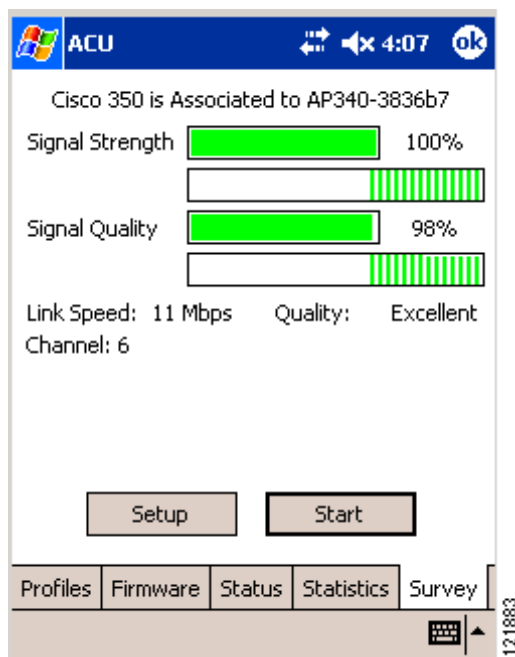 ACU 4:07 ok
Cisco 350 is Associated to AP340-3836b7
Signal Strength 100%
Signal Quality 98%
Link Speed: 11 Mbps Quality: Excellent
Channel: 6
Setup Start
Profiles Firmware Status Statistics Survey
121883